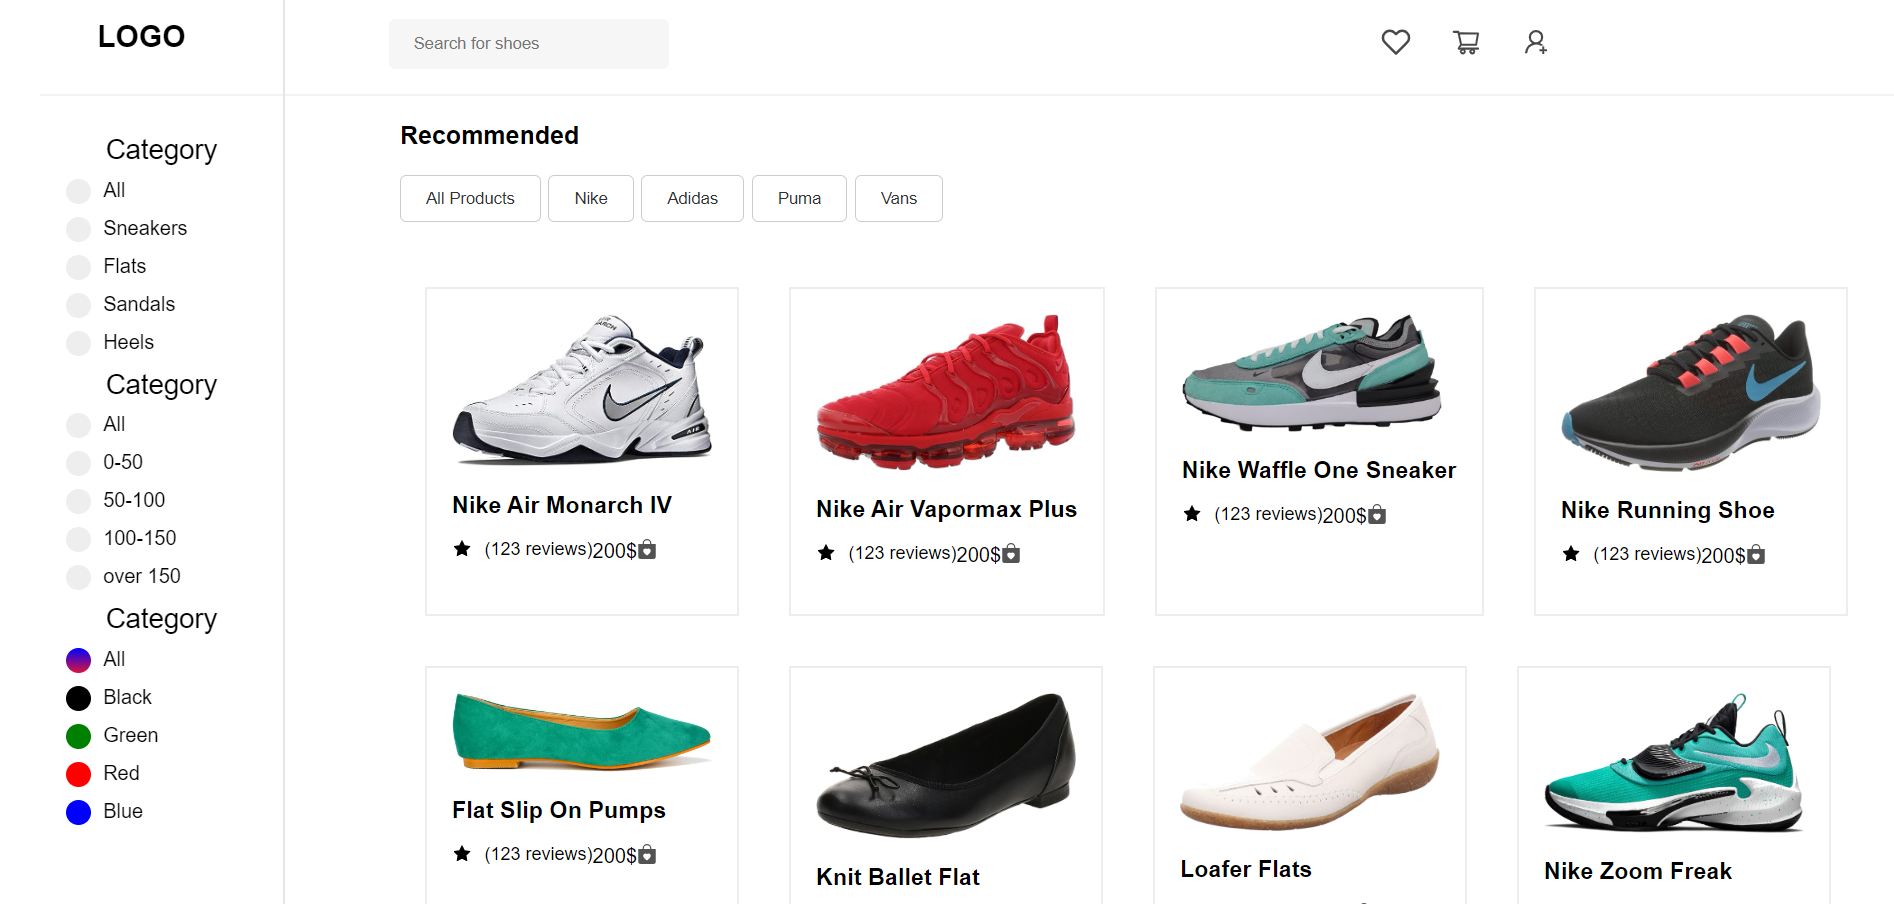 LOGO
Search for shoes
Category
All
Sneakers
Flats
Sandals
Heels
Category
All
0-50
50-100
100-150
over 150
Category
All
Black
Green
Red
Blue
Recommended
All Products Nike Adidas Puma Vans
Nike Air Monarch IV
(123 reviews)200$
Nike Air Vapormax Plus
(123 reviews)200$
Nike Waffle One Sneaker
(123 reviews)200$
Nike Running Shoe
(123 reviews)200$
Flat Slip On Pumps
(123 reviews)200$
Knit Ballet Flat
Loafer Flats
Nike Zoom Freak